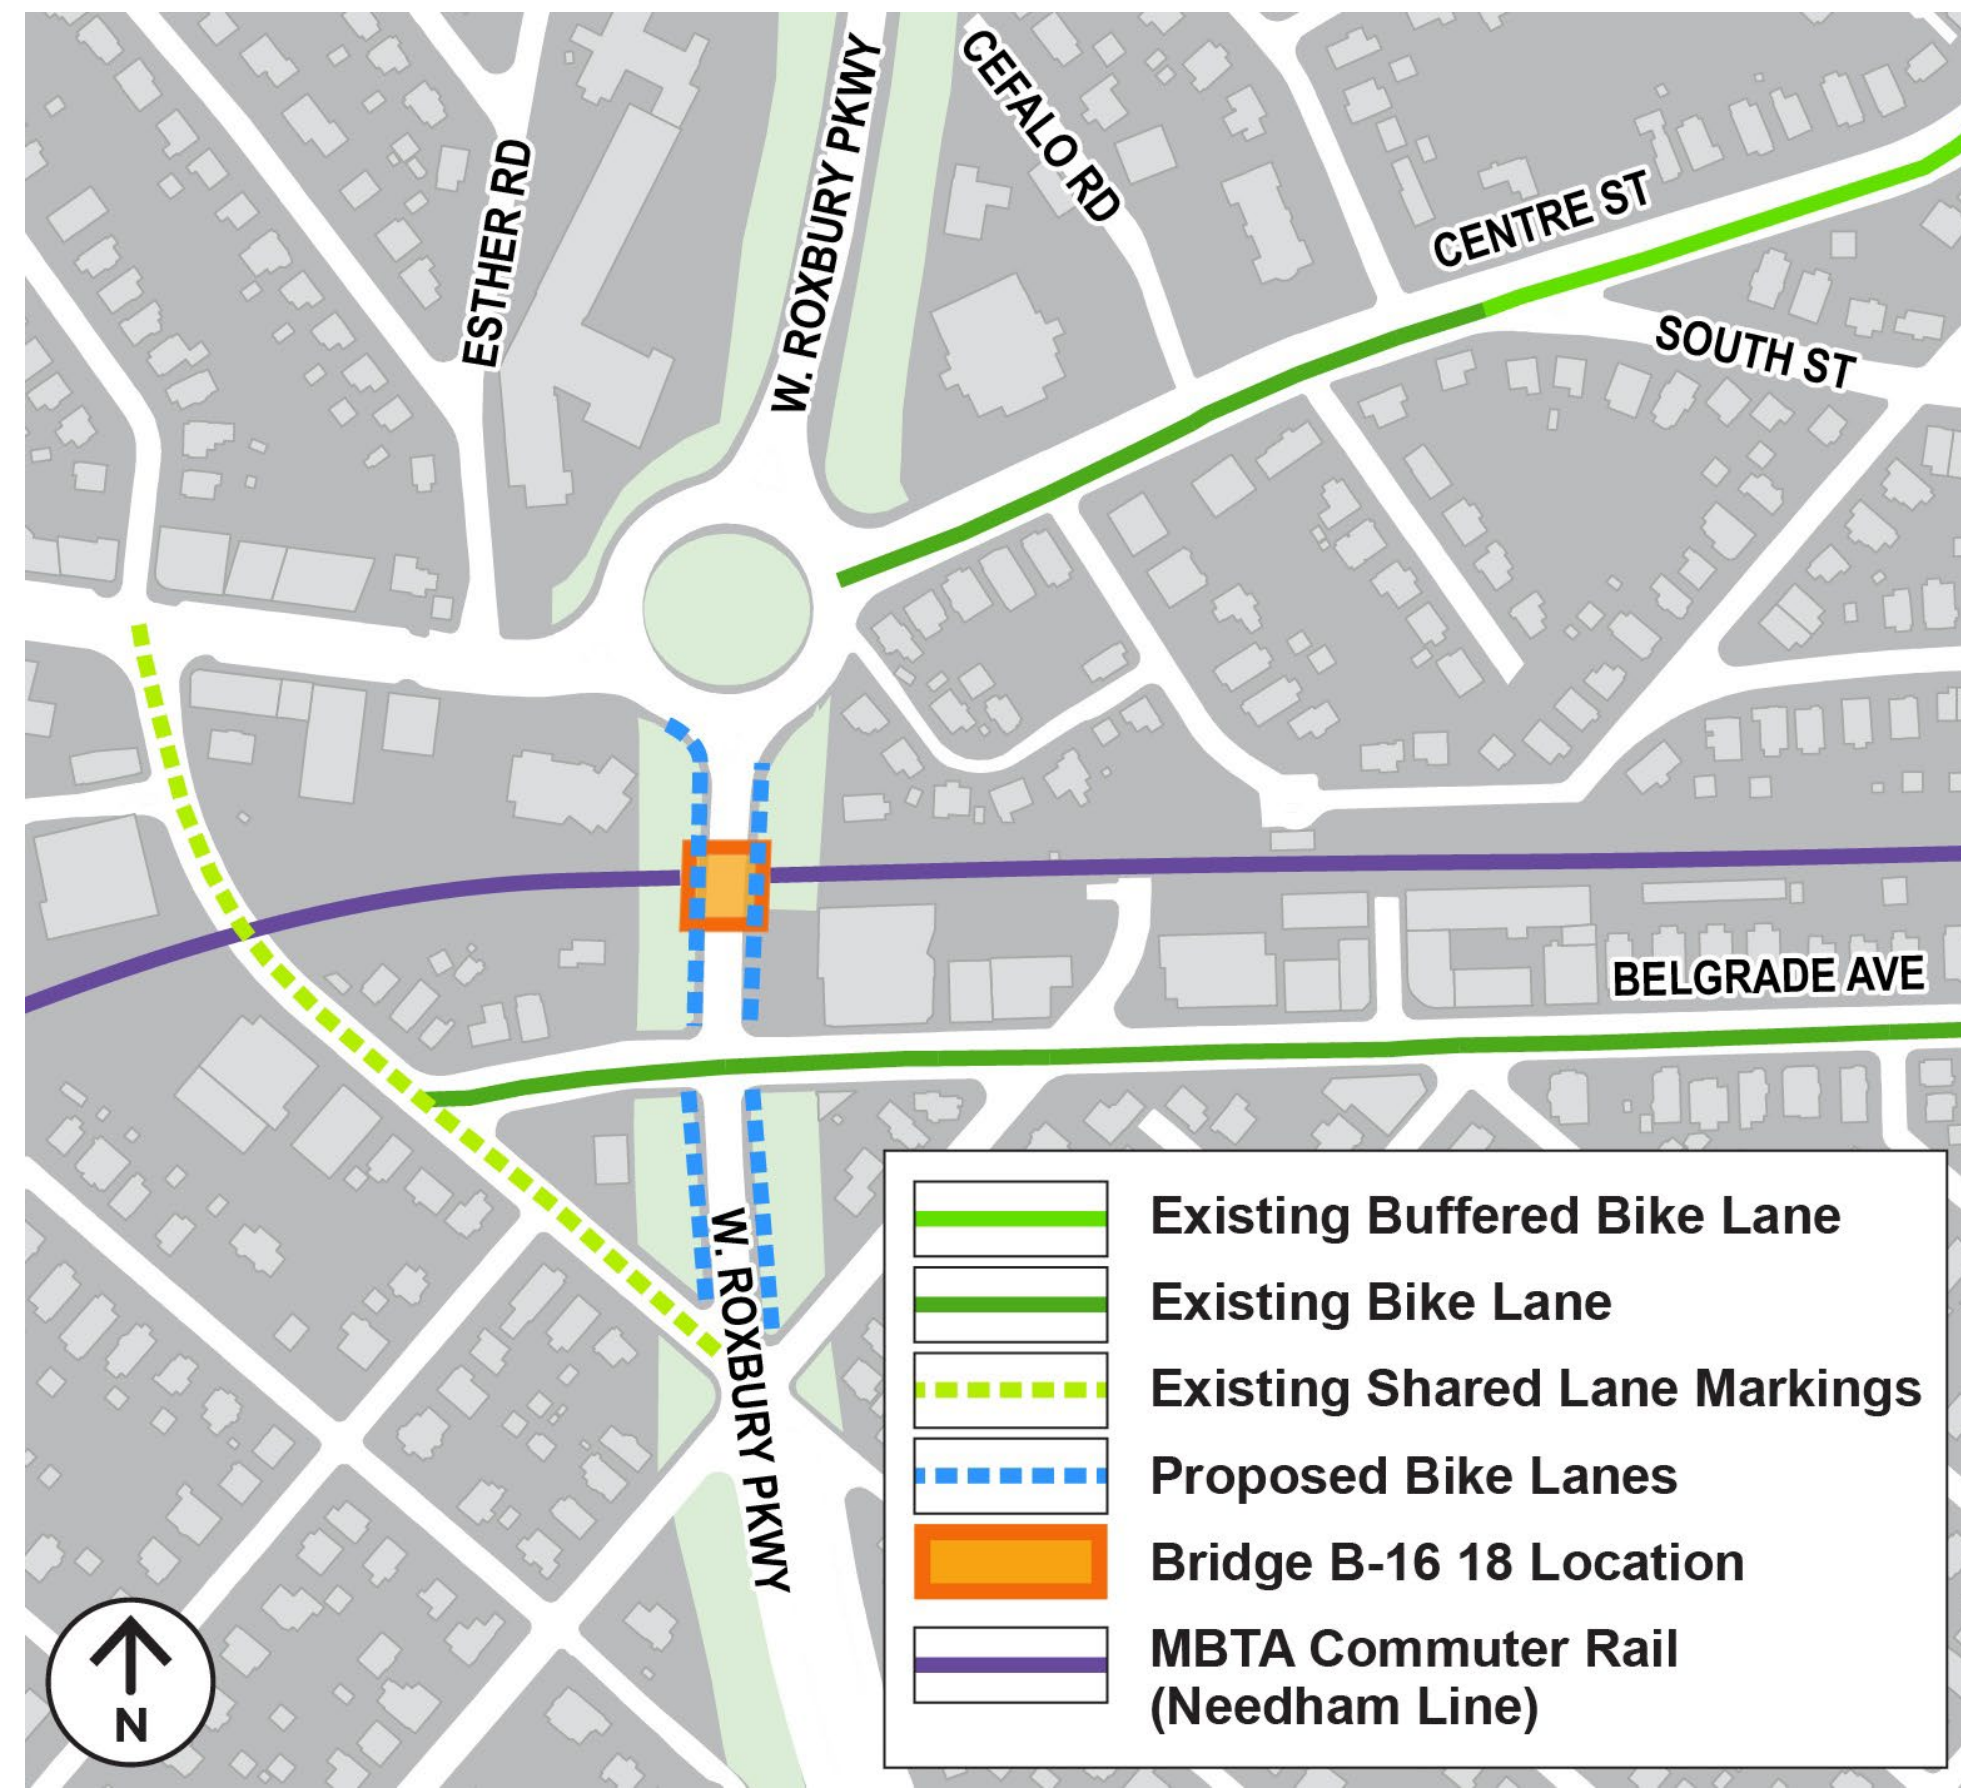 W. ROXBURY PKWY
CEFALO RD
ESTHER RD
CENTRE ST
SOUTH ST
BELGRADE AVE
W. ROXBURY PKWY
Existing Buffered Bike Lane
Existing Bike Lane
Existing Shared Lane Markings
Proposed Bike Lanes
Bridge B-16 18 Location
MBTA Commuter Rail
(Needham Line)
N